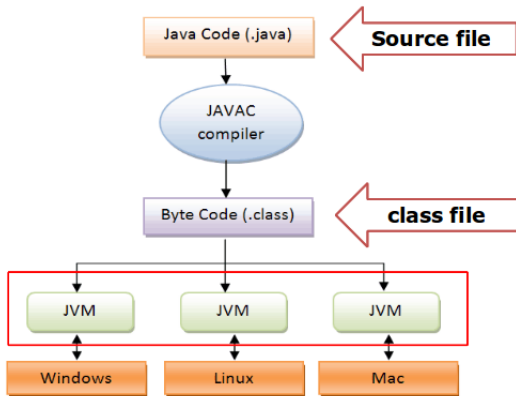 Java Code (.java)
Source file
JAVAC
compiler
Byte Code (.class)
class file
JVM
JVM
JVM
Windows
Linux
Mac